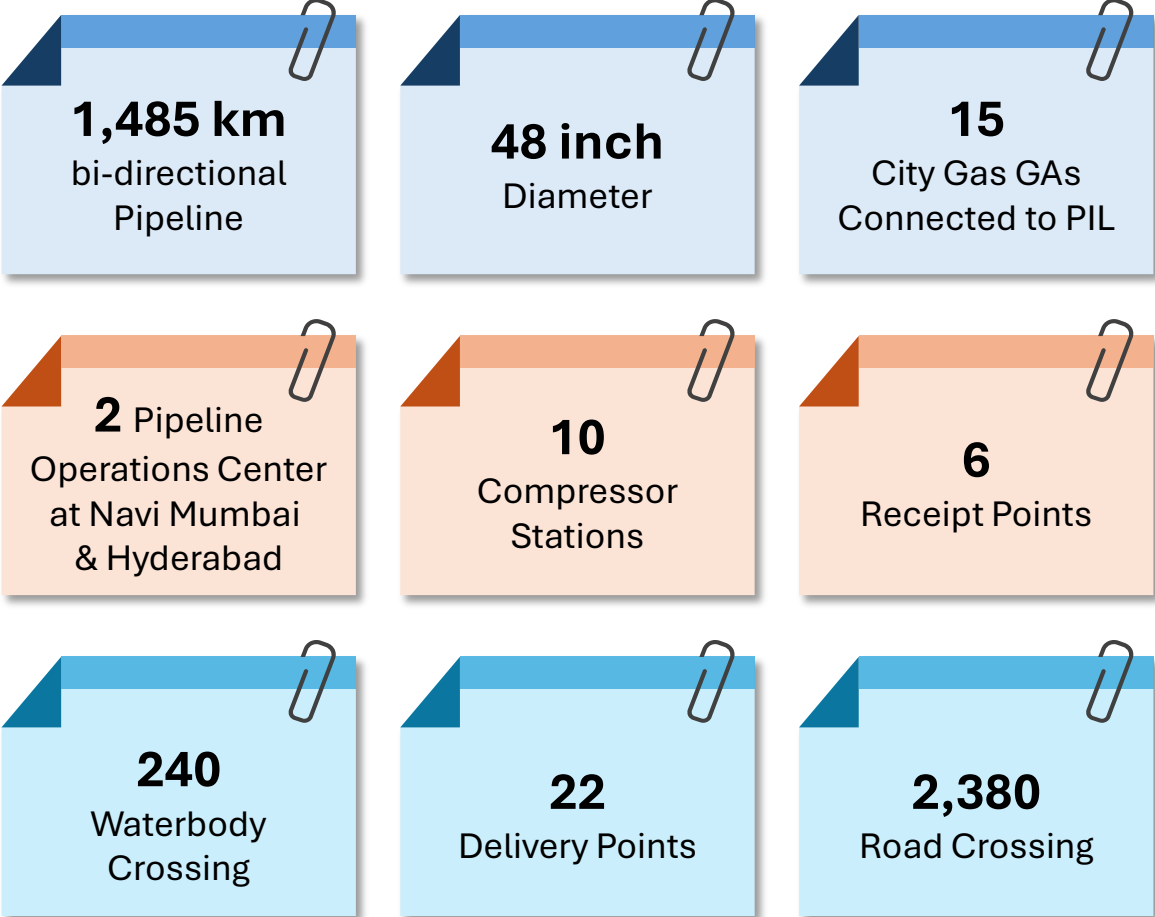 1,485 km
bi-directional
Pipeline
48 inch
Diameter
15
City Gas GAs
Connected to PIL
2 Pipeline
Operations Center
at Navi Mumbai
& Hyderabad
10
Compressor
Stations
6
Receipt Points
240
Waterbody
Crossing
22
Delivery Points
2,380
Road Crossing